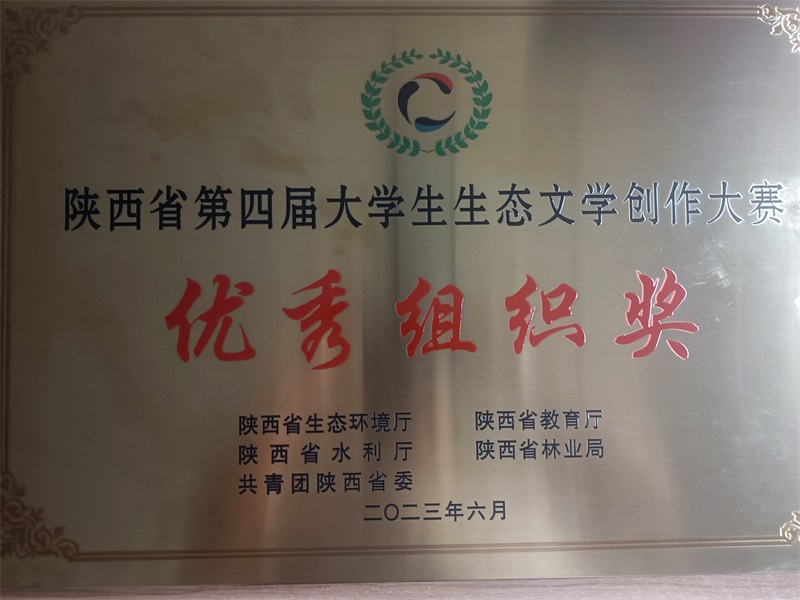 陕西省第四届大学生生态文学创作大赛
优秀组织奖
陕西省生态环境厅 陕西省教育厅
陕西省水利厅 陕西省林业局
共青团陕西省委
二〇二三年六月